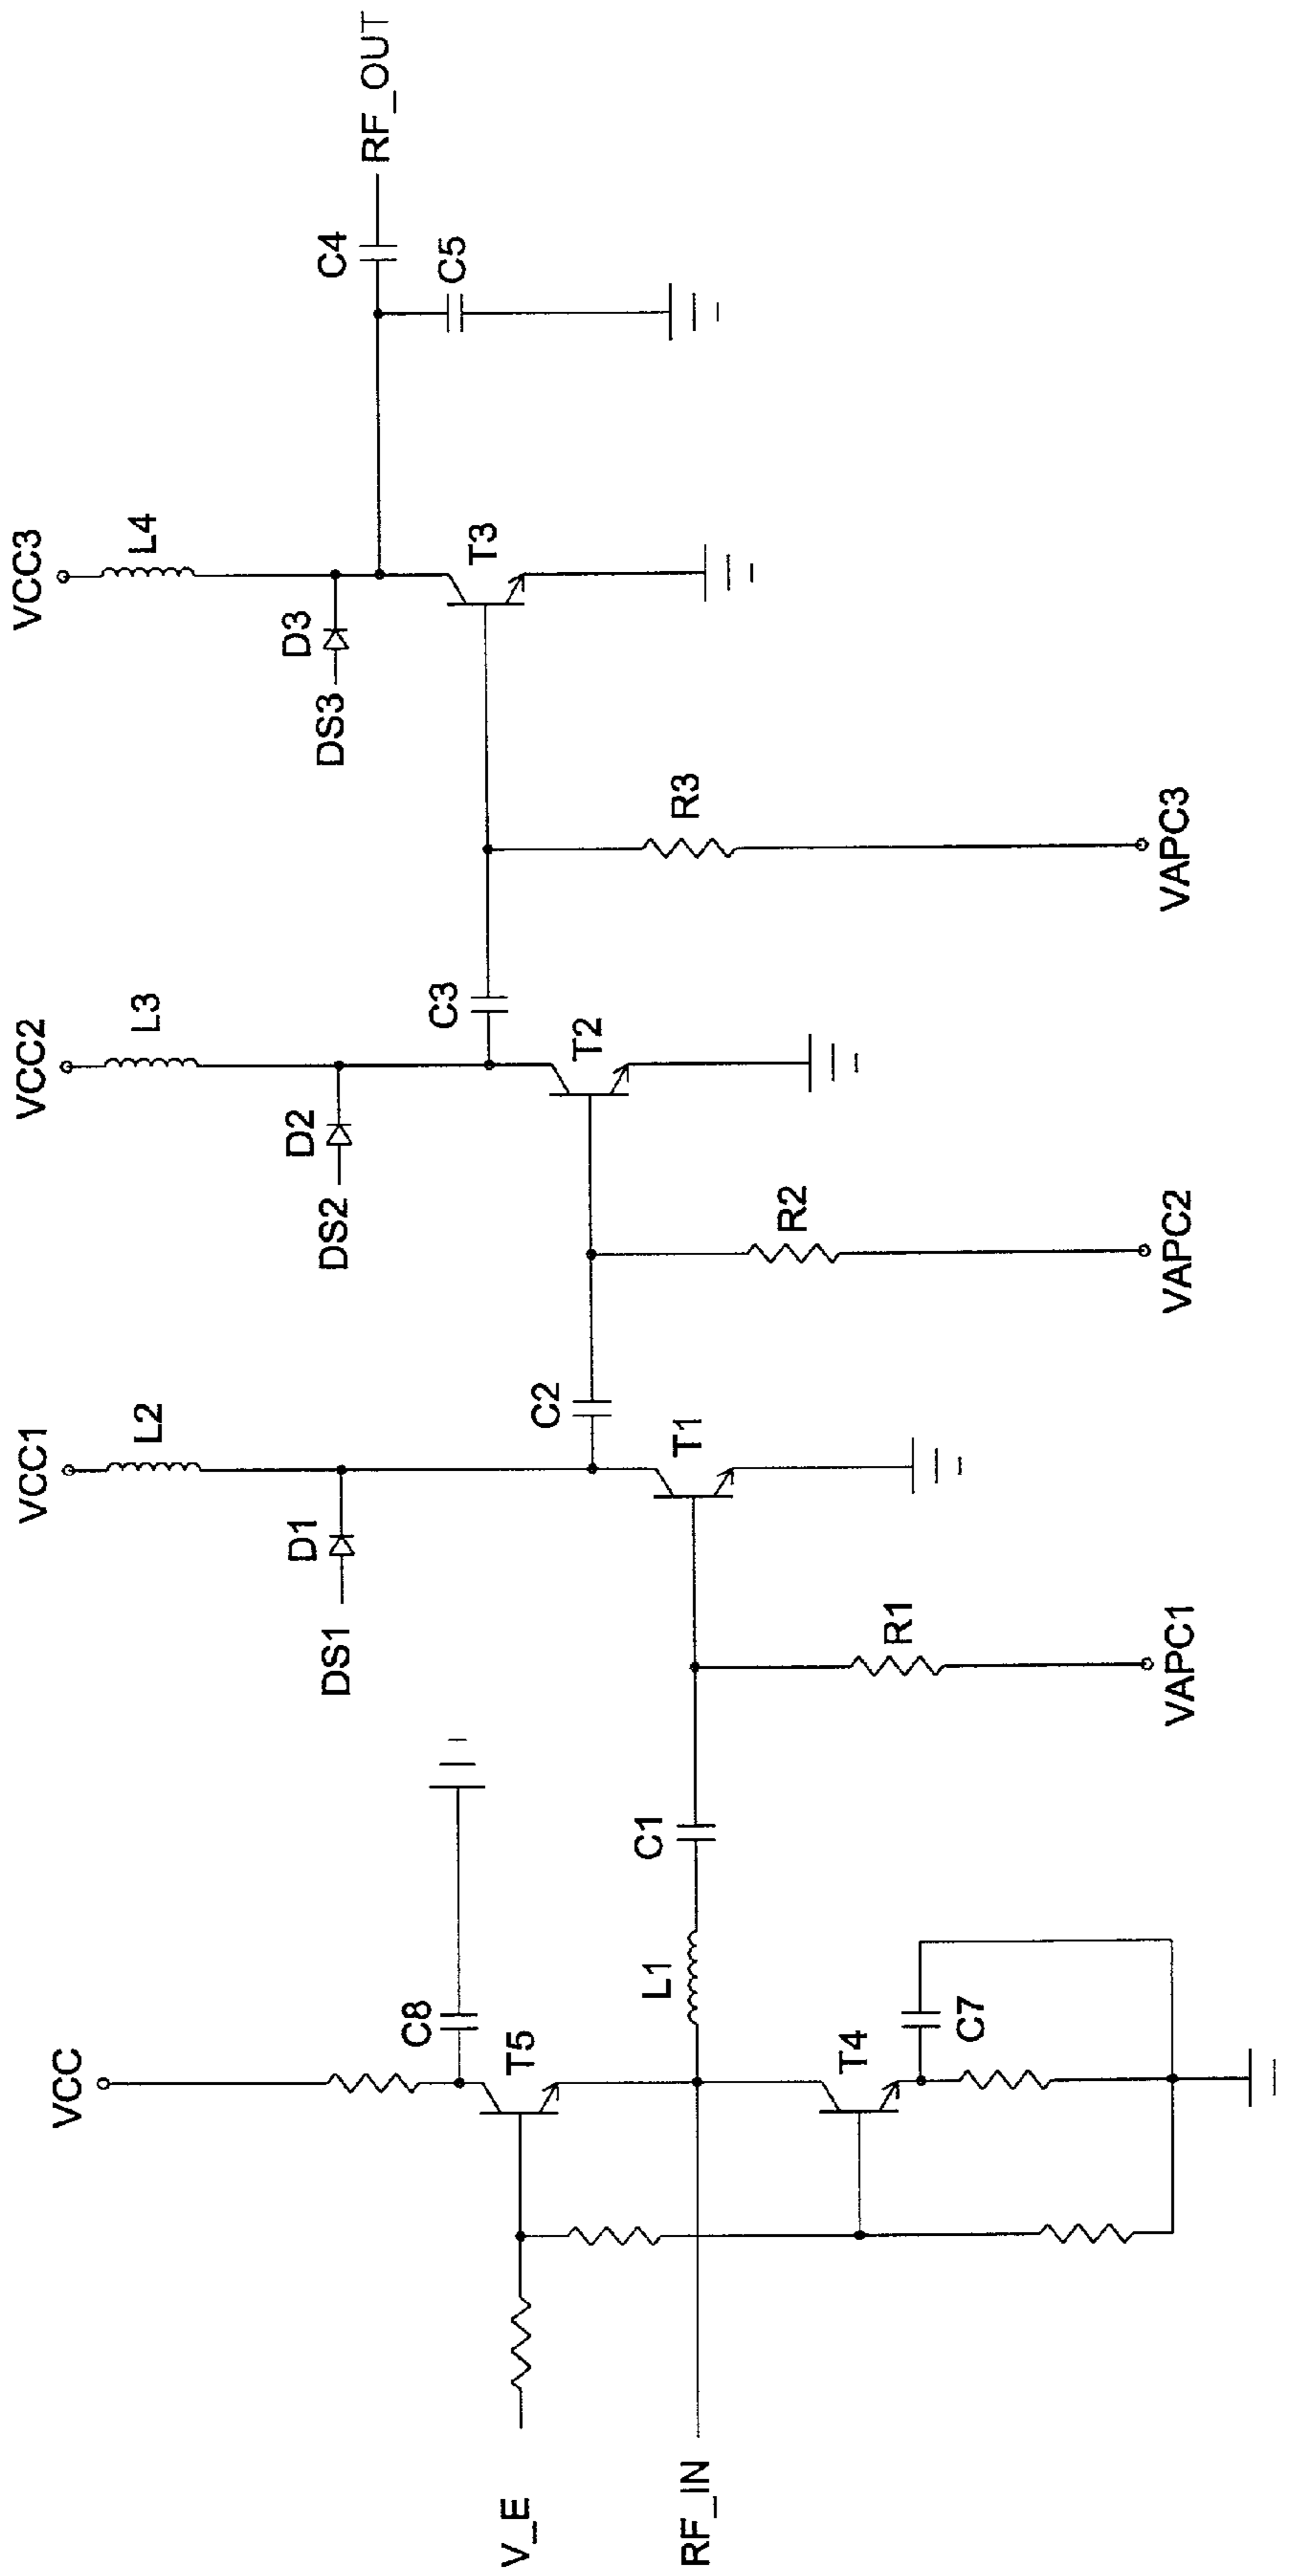 VCC
VCC1
VCC2
VCC3
L2
L3
L4
D1
D2
D3
DS1
DS2
DS3
C4
RF_OUT
C5
C8
C2
C3
V_E
T5
T1
T2
T3
RF_IN
L1
C1
T4
C7
R1
R2
R3
VAPC1
VAPC2
VAPC3